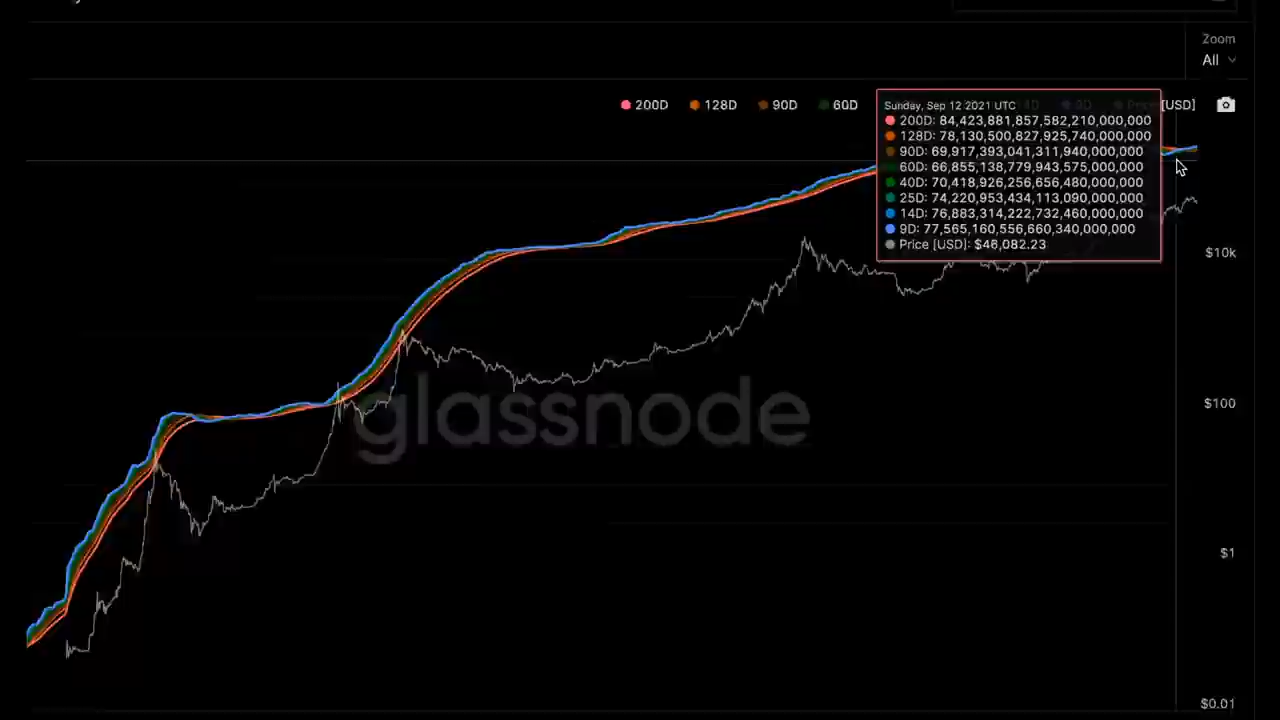 Zoom
All
200D 128D 90D 60D [USD]
Sunday, Sep 12 2021 UTC
200D: 84,423,881,857,582,210,000,000
128D: 78,130,500,827,925,740,000,000
90D: 69,917,393,041,311,940,000,000
60D: 66,855,138,779,943,575,000,000
40D: 70,418,926,256,656,480,000,000
25D: 74,220,953,434,113,090,000,000
14D: 76,883,314,222,732,460,000,000
9D: 77,565,160,556,660,340,000,000
Price [USD]: $46,082.23
$10k
glassnode
$100
$1
$0.01